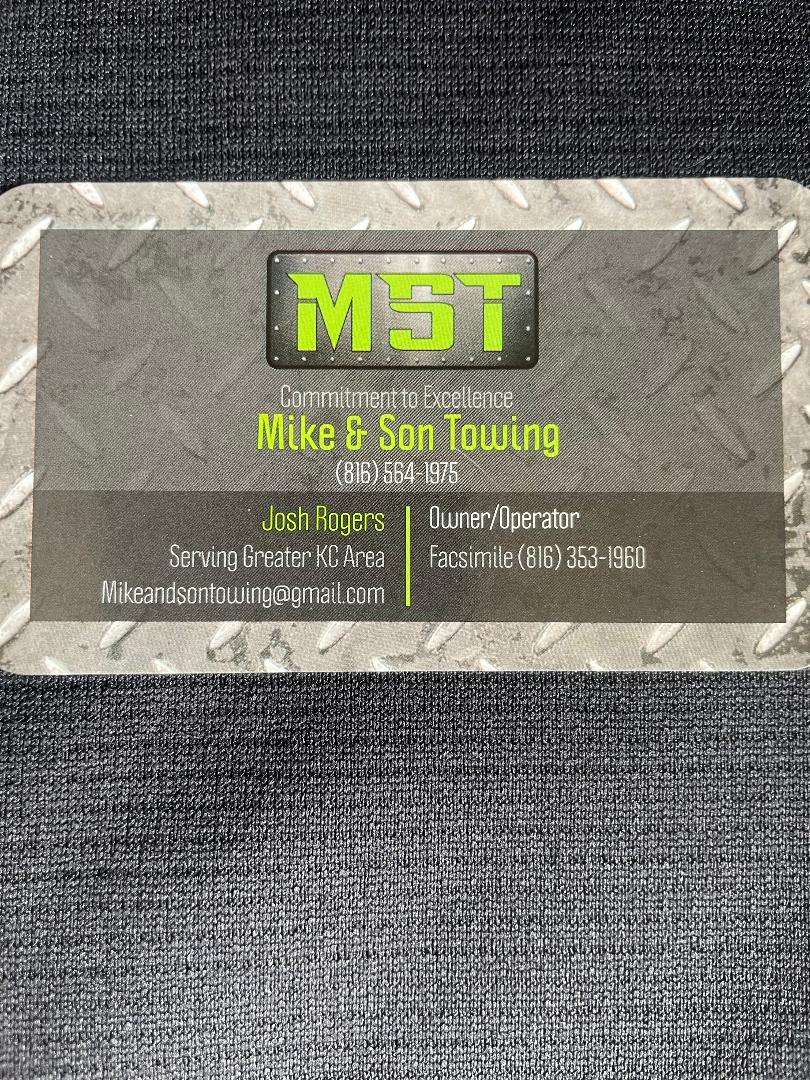 MST
Commitment to Excellence
Mike & Son Towing
(816) 564-1975
Josh Rogers
Serving Greater KC Area
Mikeandsontowing@gmail.com
Owner/Operator
Facsimile (816) 353-1960